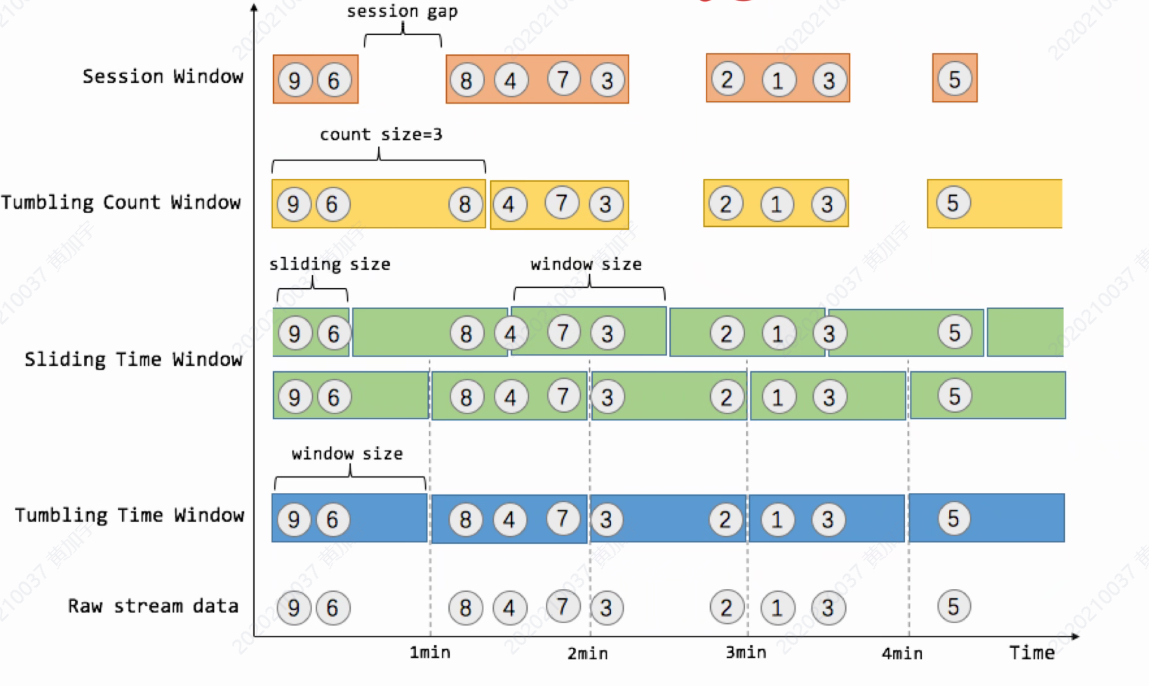 session gap
Session Window
9 6 8 4 7 3 2 1 3 5
count size=3
Tumbling Count Window
9 6 8 4 7 3 2 1 3 5
sliding size
window size
9 6 8 4 7 3 2 1 3 5
Sliding Time Window
9 6 8 4 7 3 2 1 3 5
window size
Tumbling Time Window
9 6 8 4 7 3 2 1 3 5
Raw stream data
9 6 8 4 7 3 2 1 3 5
1min 2min 3min 4min Time
2020210037 黄加宇